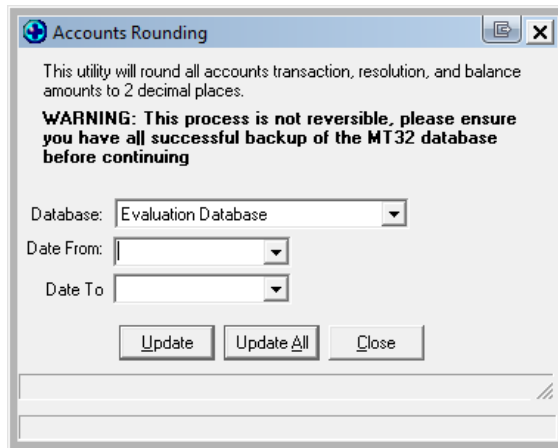 Accounts Rounding
This utility will round all accounts transaction, resolution, and balance
amounts to 2 decimal places.
WARNING: This process is not reversible, please ensure
you have all successful backup of the MT32 database
before continuing
Database: Evaluation Database
Date From:
Date To
Update Update All Close